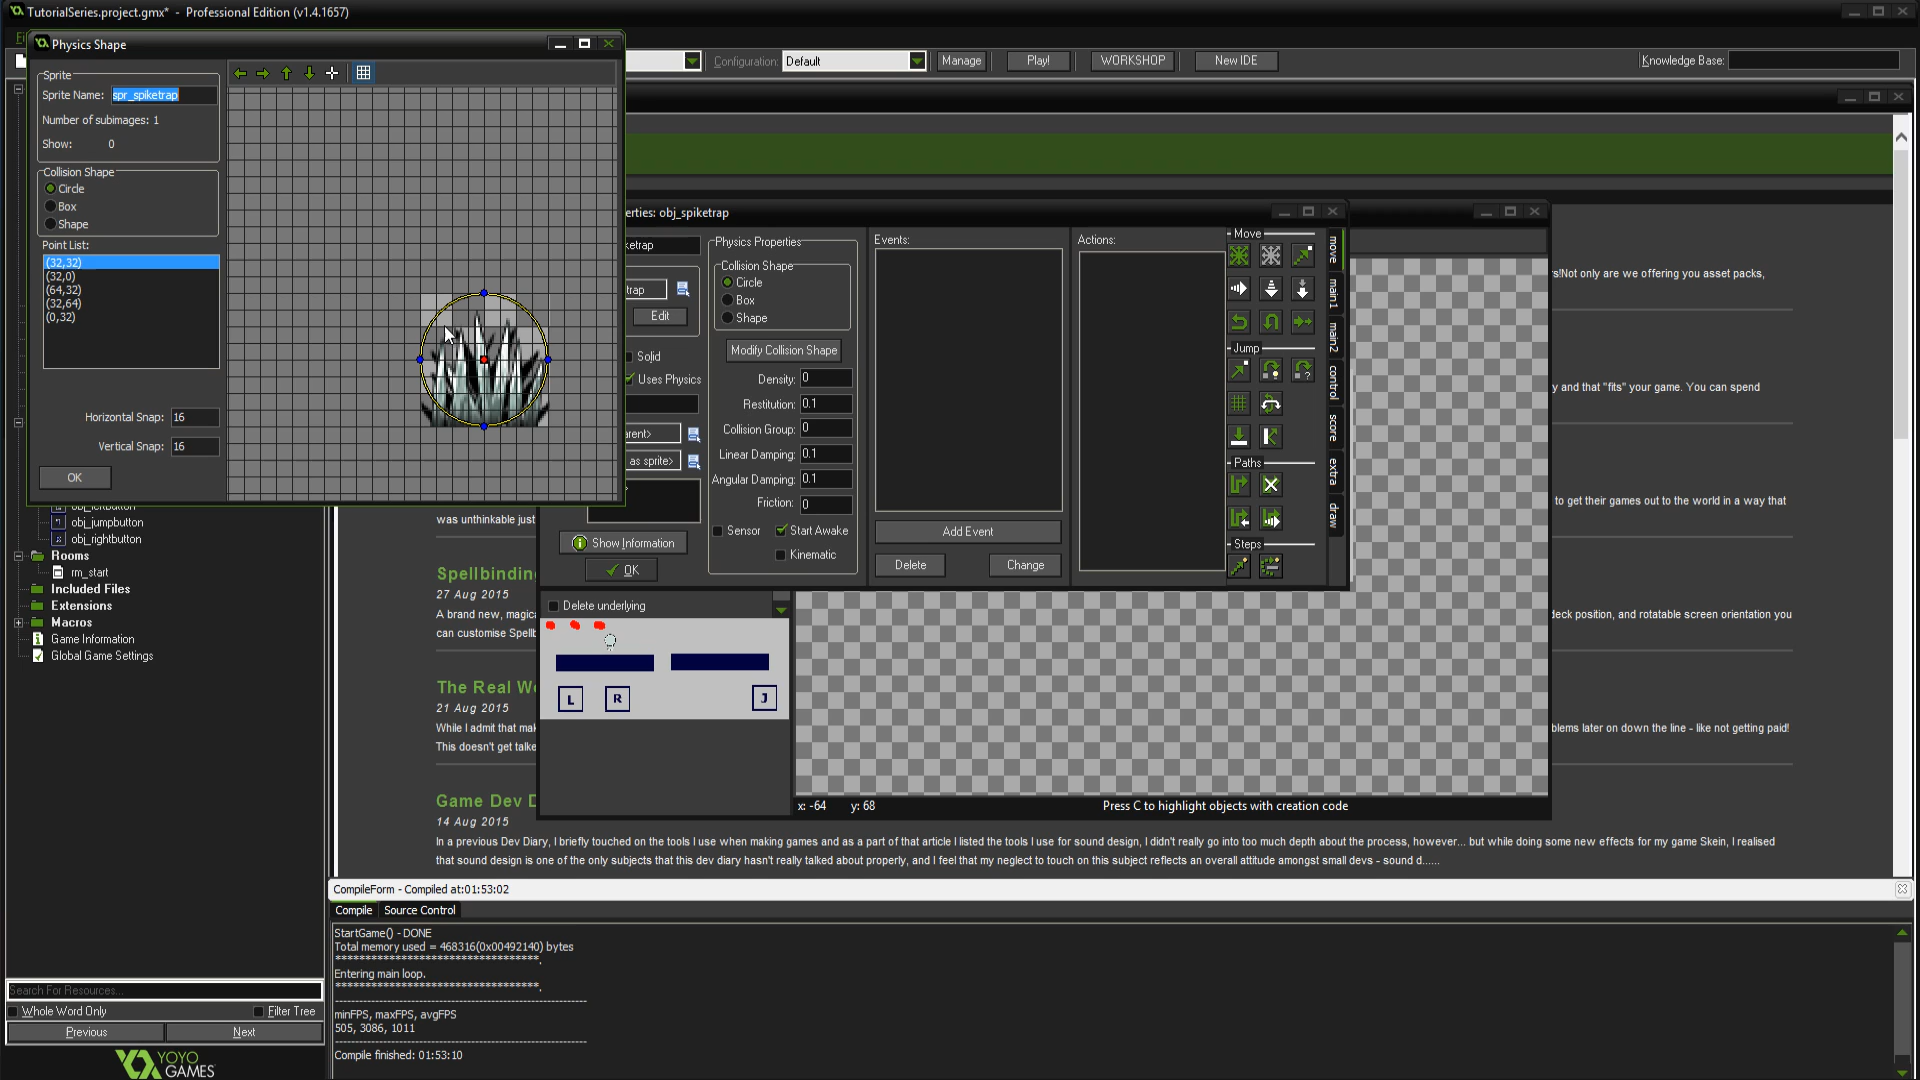 TutorialSeries.project.gmx* - Professional Edition (v1.4.1657)
Physics Shape
Configuration: Default
Manage
Play!
WORKSHOP
New IDE
Knowledge Base:
Sprite
Sprite Name: spr_spiketrap
Number of subimages: 1
Show: 0
Collision Shape
Circle
Box
Shape
Point List:
(32,32)
(32,0)
(64,32)
(32,64)
(0,32)
Horizontal Snap: 16
Vertical Snap: 16
OK
erties: obj_spiketrap
ketrap
trap
Edit
Solid
Uses Physics
arent>
as sprite>
Show Information
OK
Physics Properties
Collision Shape
Circle
Box
Shape
Modify Collision Shape
Density: 0
Restitution: 0.1
Collision Group: 0
Linear Damping: 0.1
Angular Damping: 0.1
Friction: 0
Sensor
Start Awake
Kinematic
Events:
Add Event
Delete
Change
Actions:
Move
Jump
Paths
Steps
move
main1
main2
control
score
extra
draw
s!Not only are we offering you asset packs,
y and that "fits" your game. You can spend
to get their games out to the world in a way that
was unthinkable just
Spellbinding
27 Aug 2015
A brand new, magica
can customise Spellb
deck position, and rotatable screen orientation you
The Real Wo
21 Aug 2015
While I admit that mak
This doesn't get talke
blems later on down the line - like not getting paid!
Game Dev D
14 Aug 2015
In a previous Dev Diary, I briefly touched on the tools I use when making games and as a part of that article I listed the tools I use for sound design, I didn't really go into too much depth about the process, however... but while doing some new effects for my game Skein, I realised
that sound design is one of the only subjects that this dev diary hasn't really talked about properly, and I feel that my neglect to touch on this subject reflects an overall attitude amongst small devs - sound d......
Delete underlying
L
R
J
x: -64
y: 68
Press C to highlight objects with creation code
obj_leftbutton
obj_jumpbutton
obj_rightbutton
Rooms
rm_start
Included Files
Extensions
Macros
Game Information
Global Game Settings
Search For Resources...
Whole Word Only
Filter Tree
Previous
Next
YOYO
GAMES
CompileForm - Compiled at:01:53:02
Compile
Source Control
StartGame() - DONE
Total memory used = 468316(0x00492140) bytes
**********************************.
Entering main loop.
**********************************.
minFPS, maxFPS, avgFPS
505, 3086, 1011
Compile finished: 01:53:10